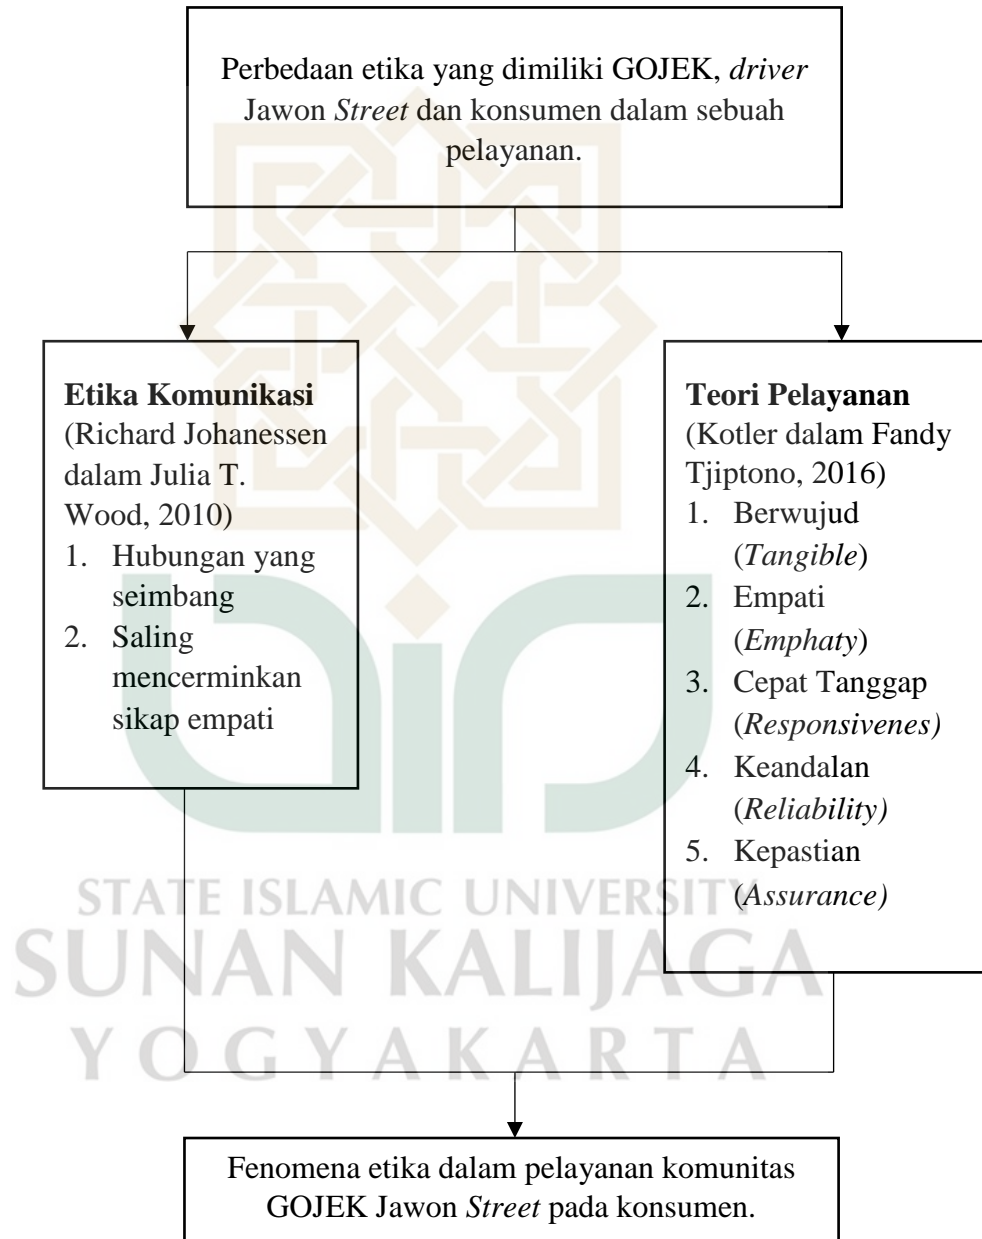 Perbedaan etika yang dimiliki GOJEK, driver
Jawon Street dan konsumen dalam sebuah
pelayanan.
Etika Komunikasi
(Richard Johanessen
dalam Julia T.
Wood, 2010)
1. Hubungan yang
seimbang
2. Saling
mencerminkan
sikap empati
Teori Pelayanan
(Kotler dalam Fandy
Tjiptono, 2016)
1. Berwujud
(Tangible)
2. Empati
(Emphaty)
3. Cepat Tanggap
(Responsivenes)
4. Keandalan
(Reliability)
5. Kepastian
(Assurance)
STATE ISLAMIC UNIVERSITY
SUNAN KALIJAGA
YOGYAKARTA
Fenomena etika dalam pelayanan komunitas
GOJEK Jawon Street pada konsumen.